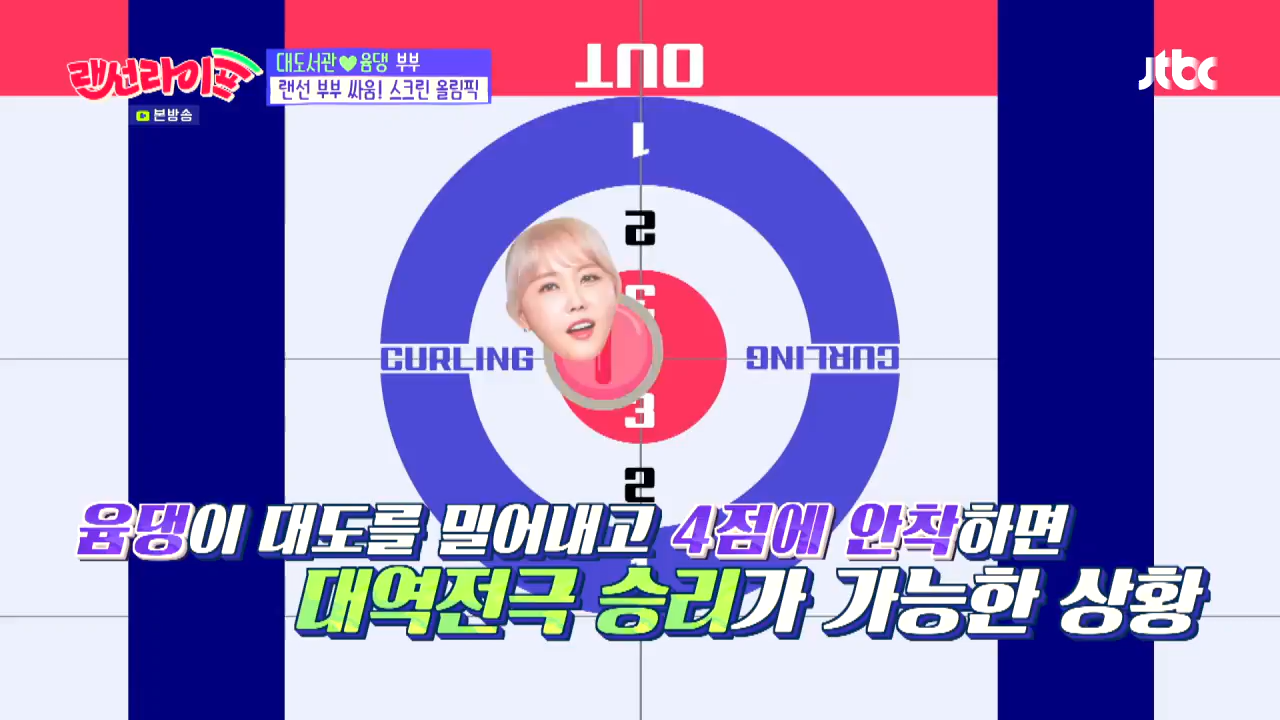 랜선라이프
본방송
대도서관♥윰댕 부부
랜선 부부 싸움! 스크린 올림픽
jtbc
OUT
1
2
3
CURLING
CURLING
3
2
윰댕이 대도를 밀어내고 4점에 안착하면
대역전극 승리가 가능한 상황